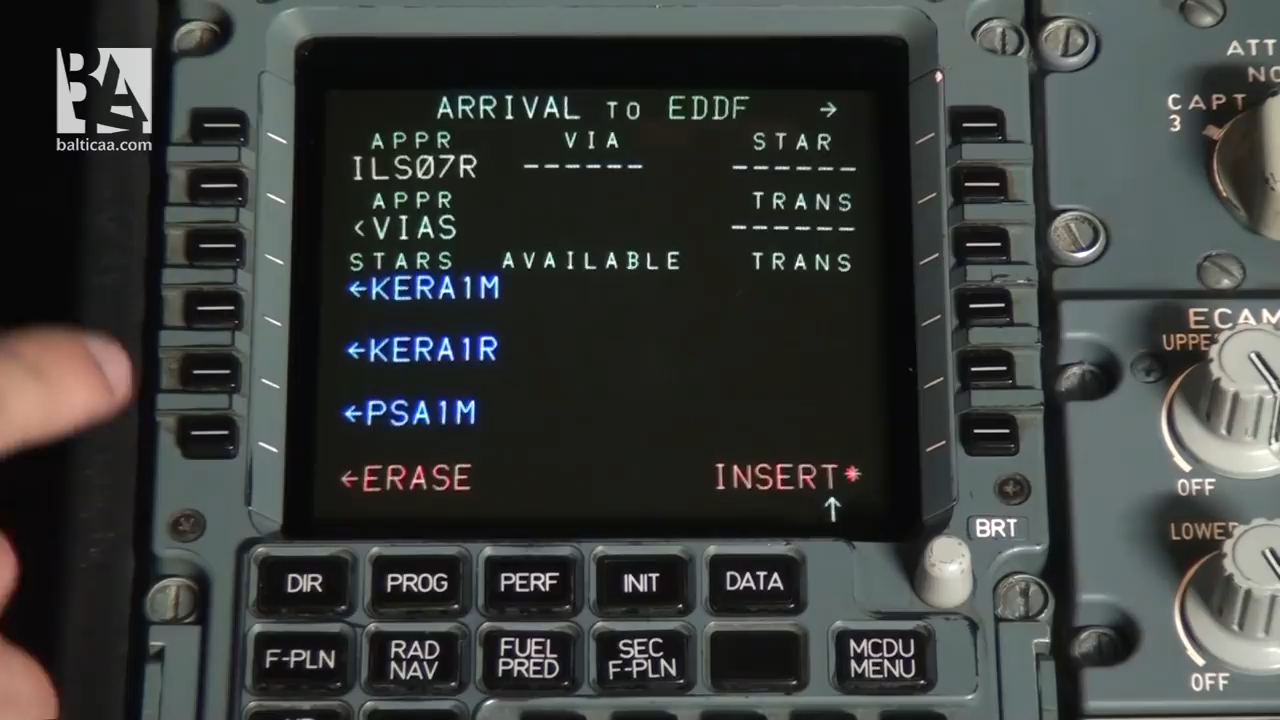 BA
balticaa.com
ARRIVAL TO EDDF →
APPR VIA STAR
ILS07R ------ ------
APPR TRANS
<VIAS ------
STARS AVAILABLE TRANS
←KERA1M
←KERA1R
←PSA1M
←ERASE INSERT*
↑
BRT
DIR PROG PERF INIT DATA
F-PLN RAD NAV FUEL PRED SEC F-PLN MCDU MENU
ATT
NO
CAPT
3
ECAM
UPPE
OFF
LOWER
OFF